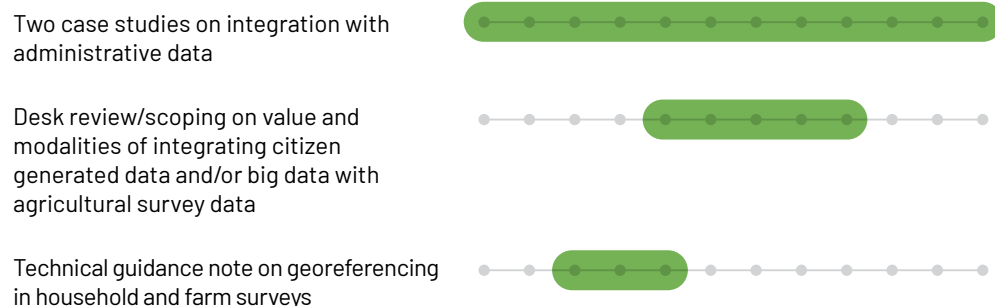 Two case studies on integration with
administrative data
Desk review/scoping on value and
modalities of integrating citizen
generated data and/or big data with
agricultural survey data
Technical guidance note on georeferencing
in household and farm surveys